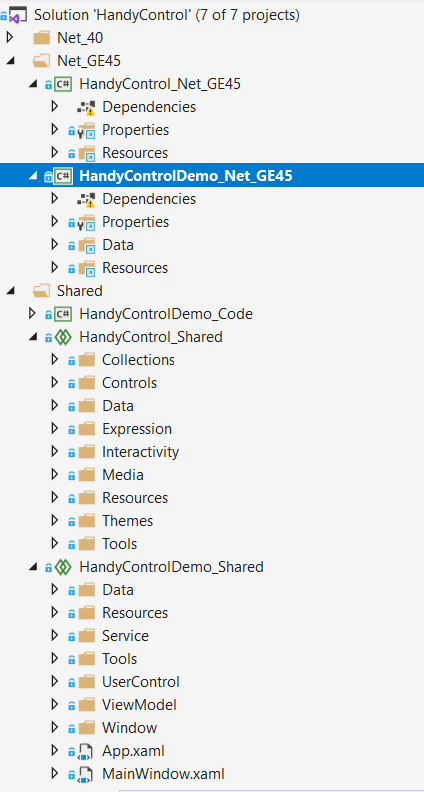 Solution 'HandyControl' (7 of 7 projects)
Net_40
Net_GE45
C# HandyControl_Net_GE45
Dependencies
Properties
Resources
C# HandyControlDemo_Net_GE45
Dependencies
Properties
Data
Resources
Shared
C# HandyControlDemo_Code
HandyControl_Shared
Collections
Controls
Data
Expression
Interactivity
Media
Resources
Themes
Tools
HandyControlDemo_Shared
Data
Resources
Service
Tools
UserControl
ViewModel
Window
App.xaml
MainWindow.xaml